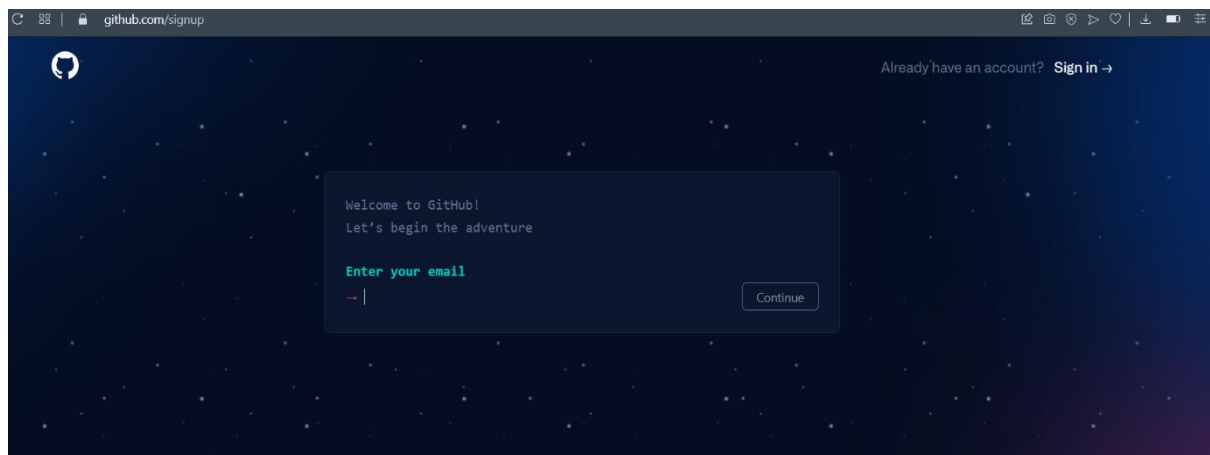 github.com/signup
Already have an account? Sign in →
Welcome to GitHub!
Let's begin the adventure
Enter your email
→
Continue